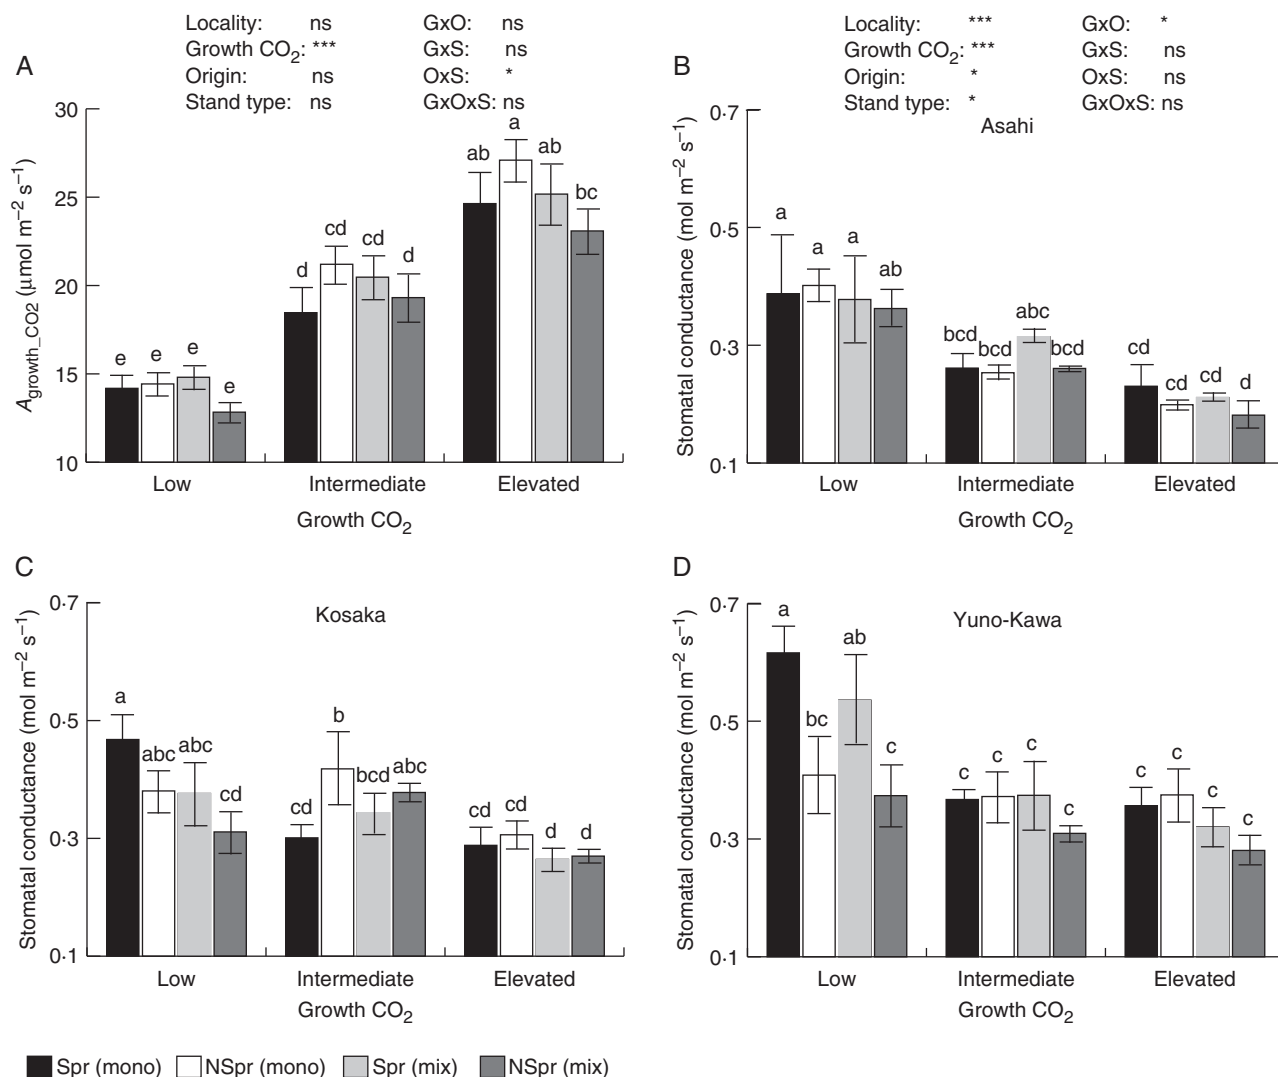 Locality: ns GxO: ns
Growth CO2: *** GxS: ns
Origin: ns OxS: *
Stand type: ns GxOxS: ns
A
30
25
20
15
10
Agrowth_CO2 (μmol m−2 s−1)
e e e e
d cd cd d
ab a ab bc
Low Intermediate Elevated
Growth CO2
Locality: *** GxO: *
Growth CO2: *** GxS: ns
Origin: * OxS: ns
Stand type: * GxOxS: ns
B
Asahi
0·7
0·5
0·3
0·1
Stomatal conductance (mol m−2 s−1)
a a a ab
bcd bcd abc bcd
cd cd cd d
Low Intermediate Elevated
Growth CO2
C
Kosaka
0·7
0·5
0·3
0·1
Stomatal conductance (mol m−2 s−1)
a abc abc cd
cd b bcd abc
cd cd d d
Low Intermediate Elevated
Growth CO2
D
Yuno-Kawa
0·7
0·5
0·3
0·1
Stomatal conductance (mol m−2 s−1)
a bc ab c
c c c c
c c c c
Low Intermediate Elevated
Growth CO2
Spr (mono) NSpr (mono) Spr (mix) NSpr (mix)